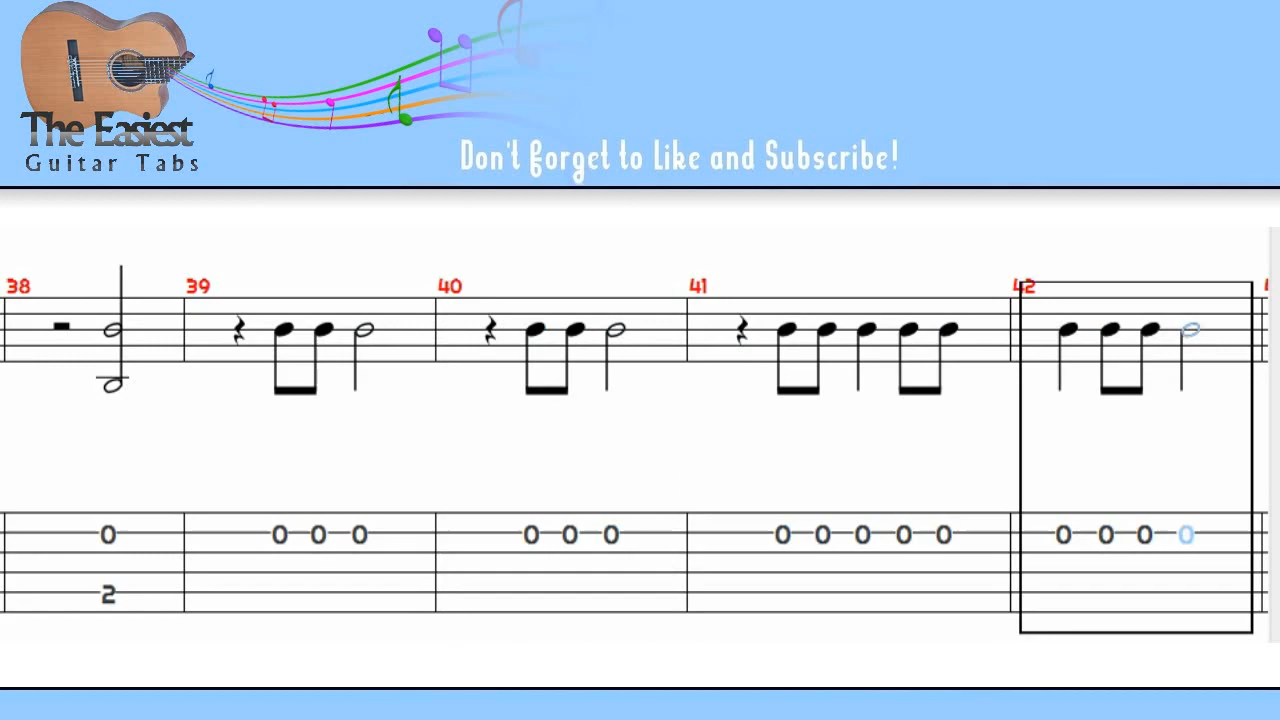 The Easiest
Guitar Tabs
Don't forget to Like and Subscribe!
38 39 40 41 42
0 0 0 0 0 0 0 0 0 0 0 0 0 0 0 0
2